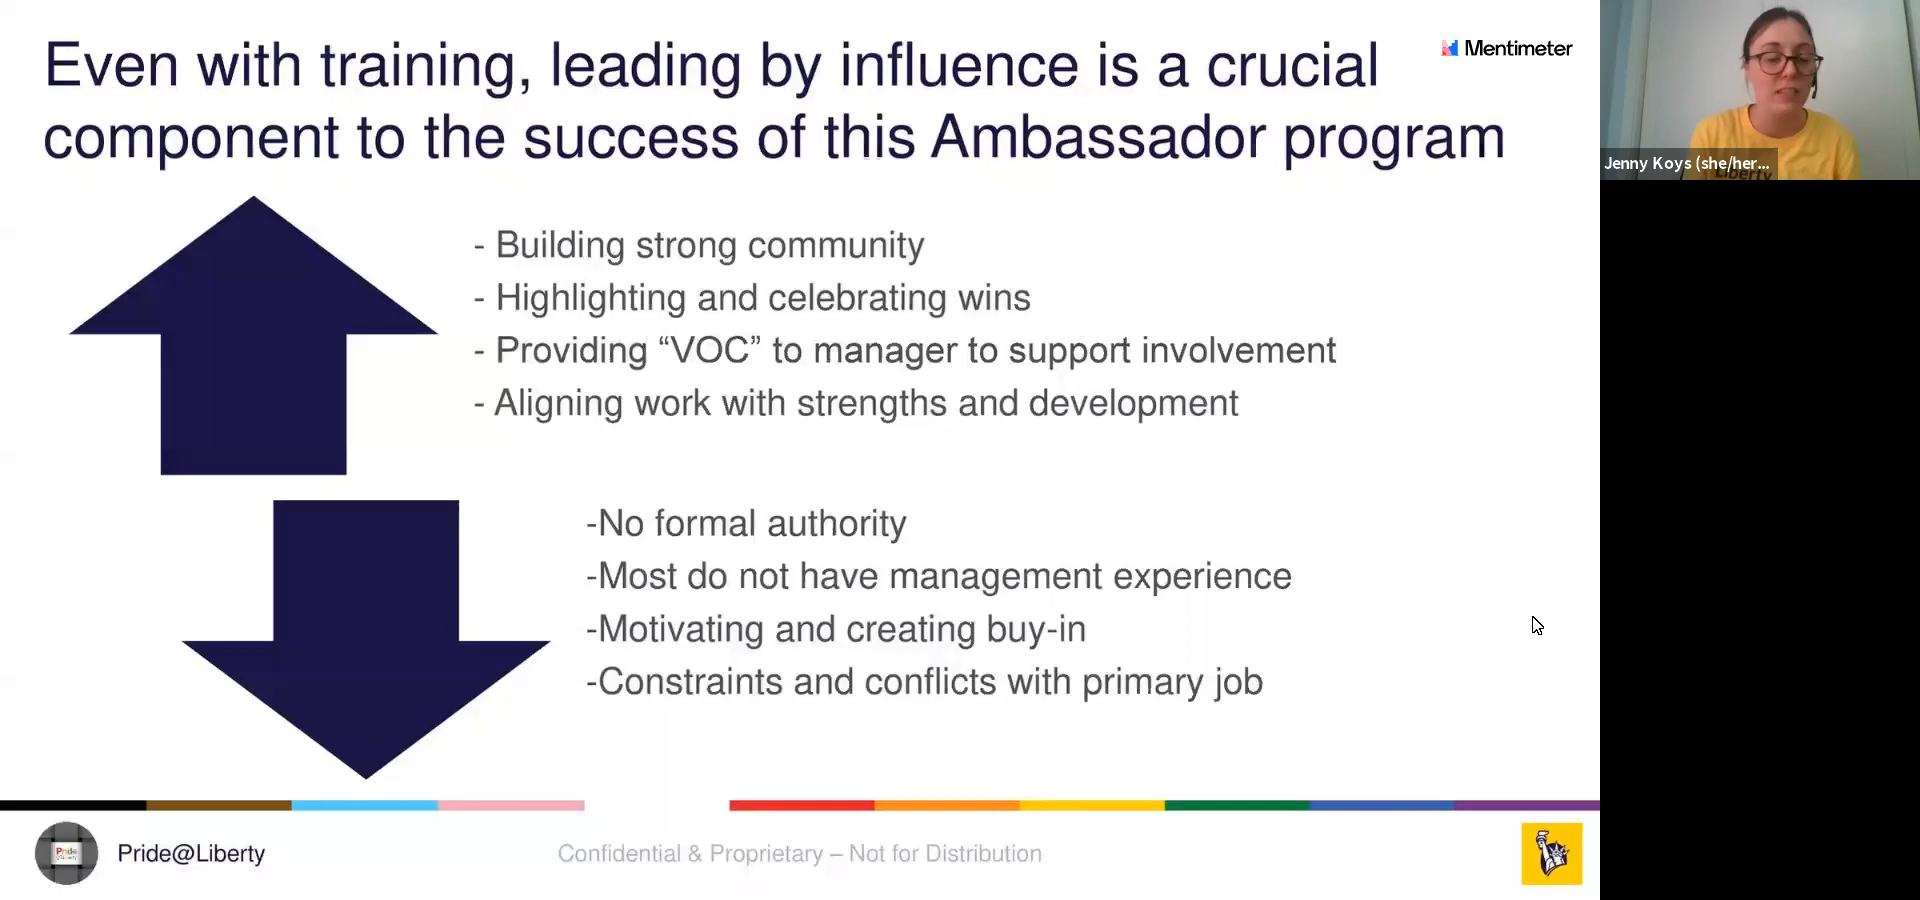 Even with training, leading by influence is a crucial
component to the success of this Ambassador program
Mentimeter
Jenny Koys (she/her...
Liberty
- Building strong community
- Highlighting and celebrating wins
- Providing “VOC” to manager to support involvement
- Aligning work with strengths and development
-No formal authority
-Most do not have management experience
-Motivating and creating buy-in
-Constraints and conflicts with primary job
Pride
Pride@Liberty
Confidential & Proprietary – Not for Distribution